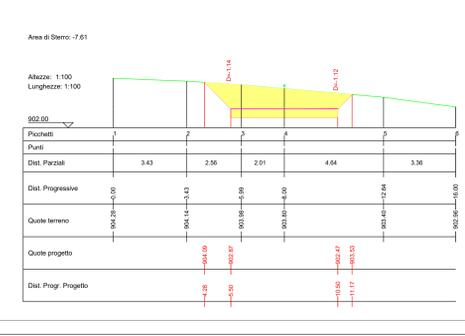 Area di Sterro: -7.61
D=-1.14
D=-1.12
Altezze: 1:100
Lunghezze: 1:100
902.00
Picchetti 1 2 3 4 5 6
Punti
Dist. Parziali 3.43 2.56 2.01 4.64 3.36
Dist. Progressive 0.00 3.43 5.99 8.00 12.64 16.00
Quote terreno 904.28 904.14 903.98 903.80 903.40 902.96
Quote progetto 904.09 902.87 902.47 903.53
Dist. Progr. Progetto 4.28 5.50 10.50 11.17